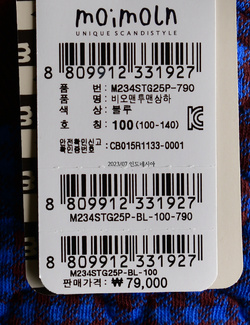 moimoln
UNIQUE SCANDISTYLE
8 809912 331927
품 번 : M234STG25P-790
품 명 : 비모맨투맨상하
색 상 : 블루
호 칭 : 100 (100-140)
안전확인신고
확인증번호 : CB015R1133-0001
2023/07 인도네시아
8 809912 331927
M234STG25P-BL-100-790
8 809912 331927
M234STG25P-BL-100
판매가격 : ₩ 79,000